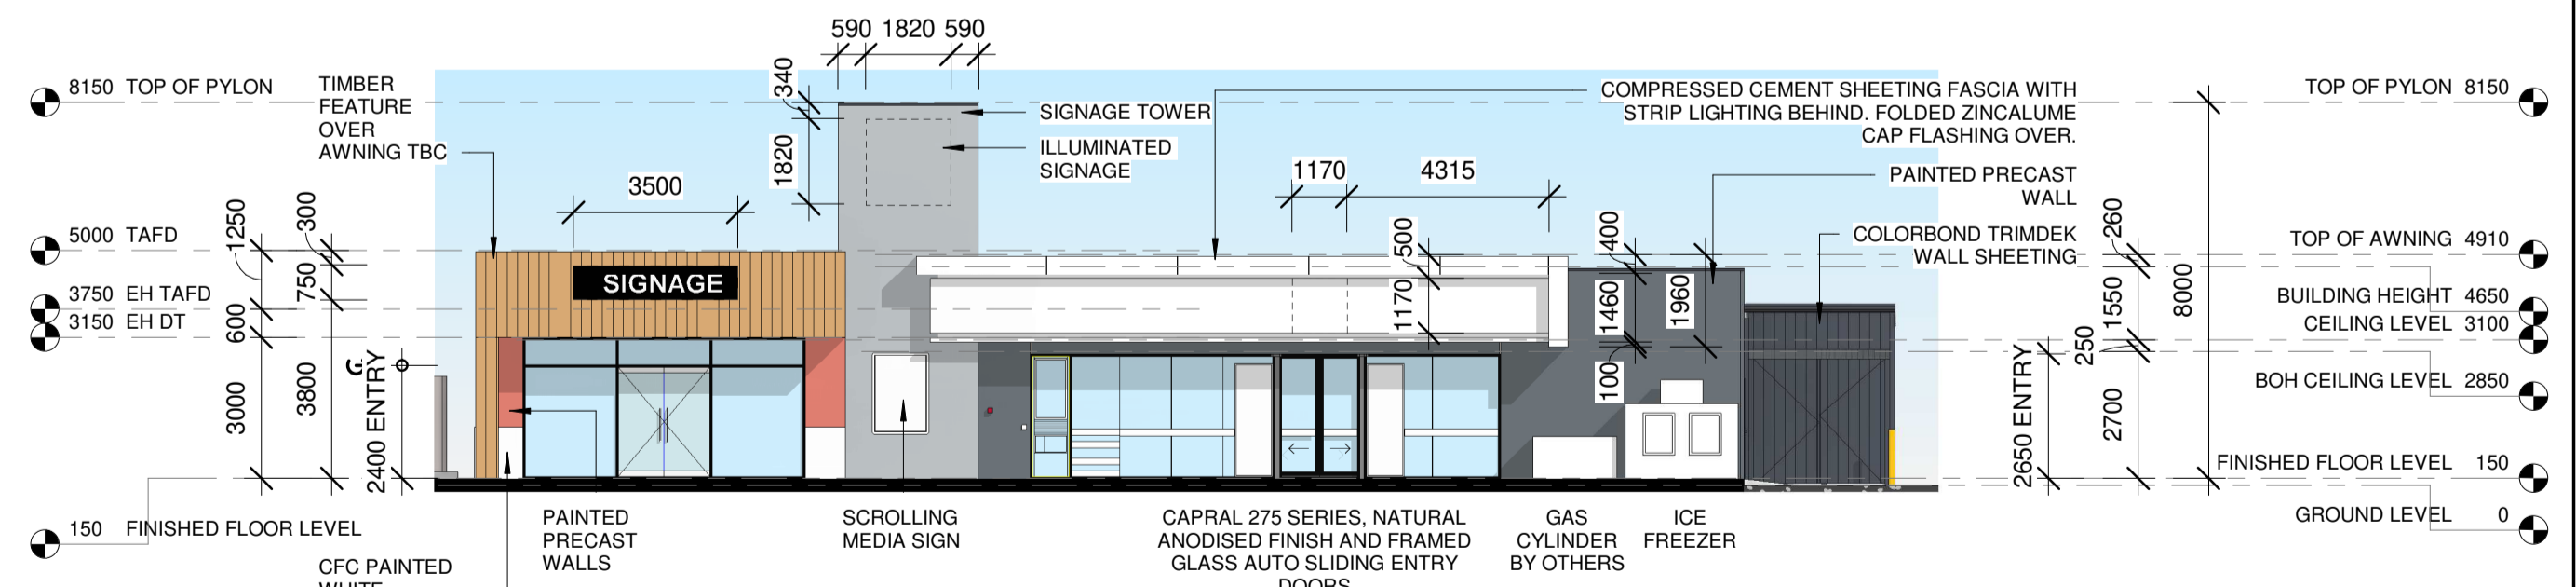 590 1820 590
8150 TOP OF PYLON
TIMBER
FEATURE
OVER
AWNING TBC
340
1820
SIGNAGE TOWER
ILLUMINATED
SIGNAGE
COMPRESSED CEMENT SHEETING FASCIA WITH
STRIP LIGHTING BEHIND. FOLDED ZINCALUME
CAP FLASHING OVER.
TOP OF PYLON 8150
3500
1170
4315
PAINTED PRECAST
WALL
COLORBOND TRIMDEK
WALL SHEETING
5000 TAFD
3750 EH TAFD
3150 EH DT
1250
600
3000
300
750
3800
2400 ENTRY
SIGNAGE
500
1170
400
1460
100
1960
2650 ENTRY
260
1550
250
2700
8000
TOP OF AWNING 4910
BUILDING HEIGHT 4650
CEILING LEVEL 3100
BOH CEILING LEVEL 2850
FINISHED FLOOR LEVEL 150
GROUND LEVEL 0
150 FINISHED FLOOR LEVEL
CFC PAINTED
WHITE
PAINTED
PRECAST
WALLS
SCROLLING
MEDIA SIGN
CAPRAL 275 SERIES, NATURAL
ANODISED FINISH AND FRAMED
GLASS AUTO SLIDING ENTRY
DOORS
GAS
CYLINDER
BY OTHERS
ICE
FREEZER